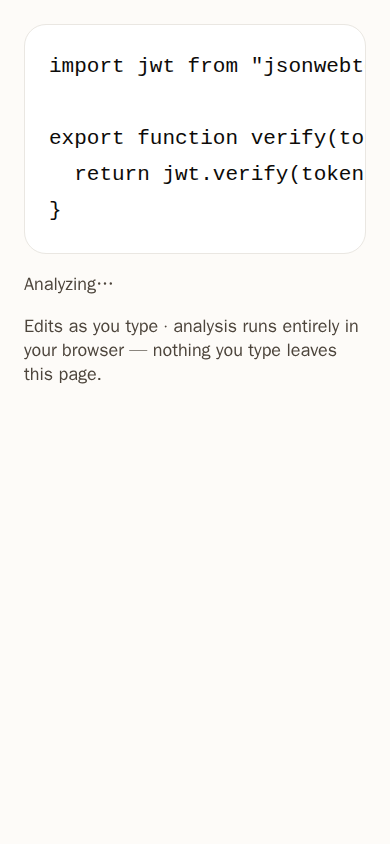 import jwt from "jsonwebt
export function verify(to
return jwt.verify(token
}
Analyzing···
Edits as you type · analysis runs entirely in
your browser — nothing you type leaves
this page.